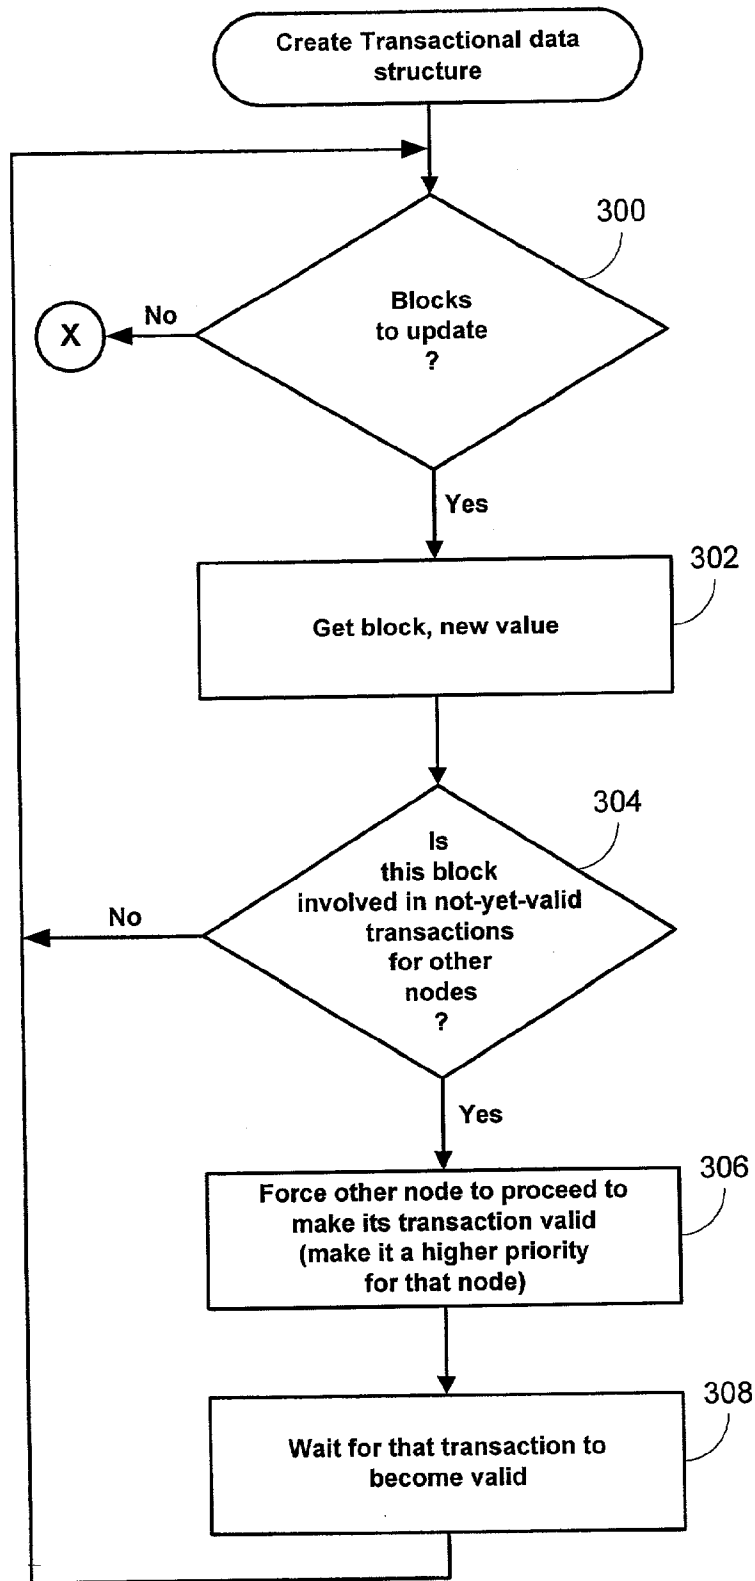 Create Transactional data
structure
300
Blocks
to update
?
No
X
Yes
302
Get block, new value
304
Is
this block
involved in not-yet-valid
transactions
for other
nodes
?
No
Yes
306
Force other node to proceed to
make its transaction valid
(make it a higher priority
for that node)
308
Wait for that transaction to
become valid